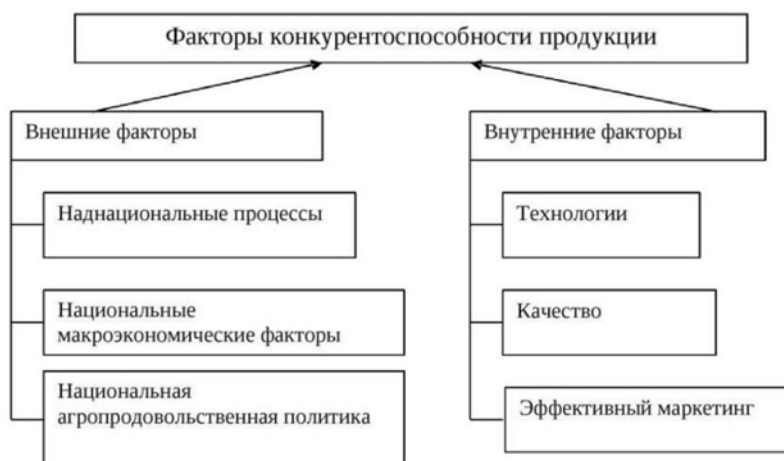 Факторы конкурентоспособности продукции
Внешние факторы
Наднациональные процессы
Национальные
макроэкономические факторы
Национальная
агропродовольственная политика
Внутренние факторы
Технологии
Качество
Эффективный маркетинг